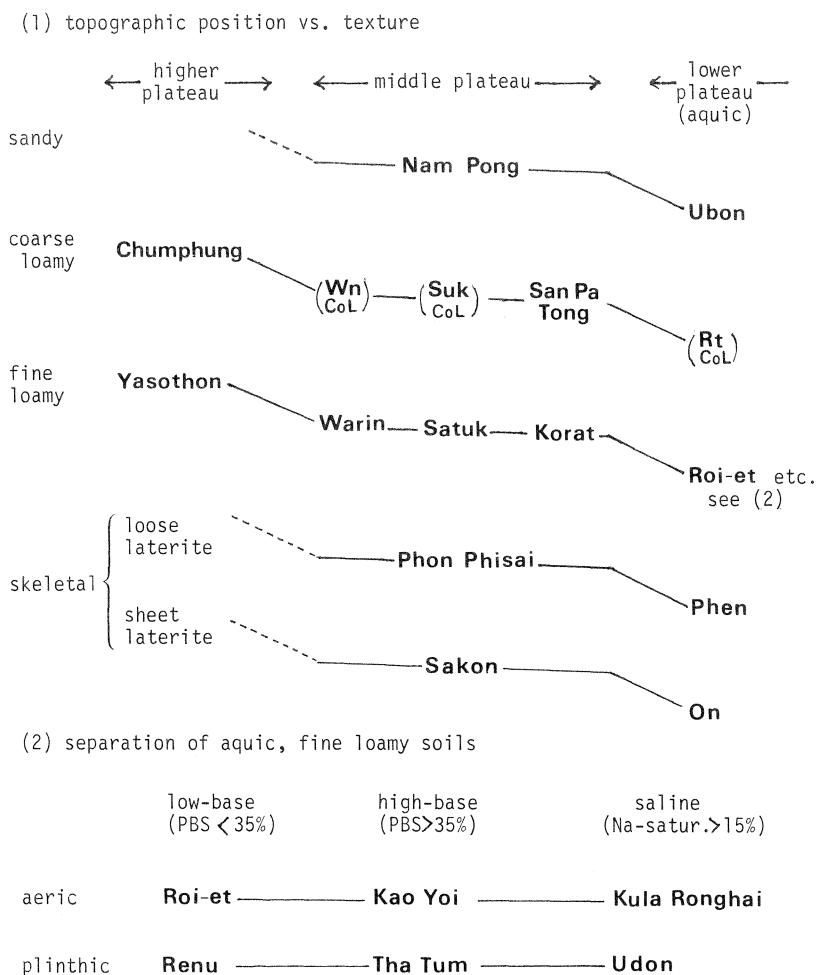 (1) topographic position vs. texture
higher plateau
middle plateau
lower plateau (aquic)
sandy
Nam Pong
Ubon
coarse loamy
Chumphung
(Wn CoL)
(Suk CoL)
San Pa Tong
(Rt CoL)
fine loamy
Yasothon
Warin
Satuk
Korat
Roi-et etc.
see (2)
skeletal
loose laterite
Phon Phisai
Phen
sheet laterite
Sakon
On
(2) separation of aquic, fine loamy soils
low-base (PBS < 35%)
high-base (PBS>35%)
saline (Na-satur.>15%)
aeric
Roi-et
Kao Yoi
Kula Ronghai
plinthic
Renu
Tha Tum
Udon